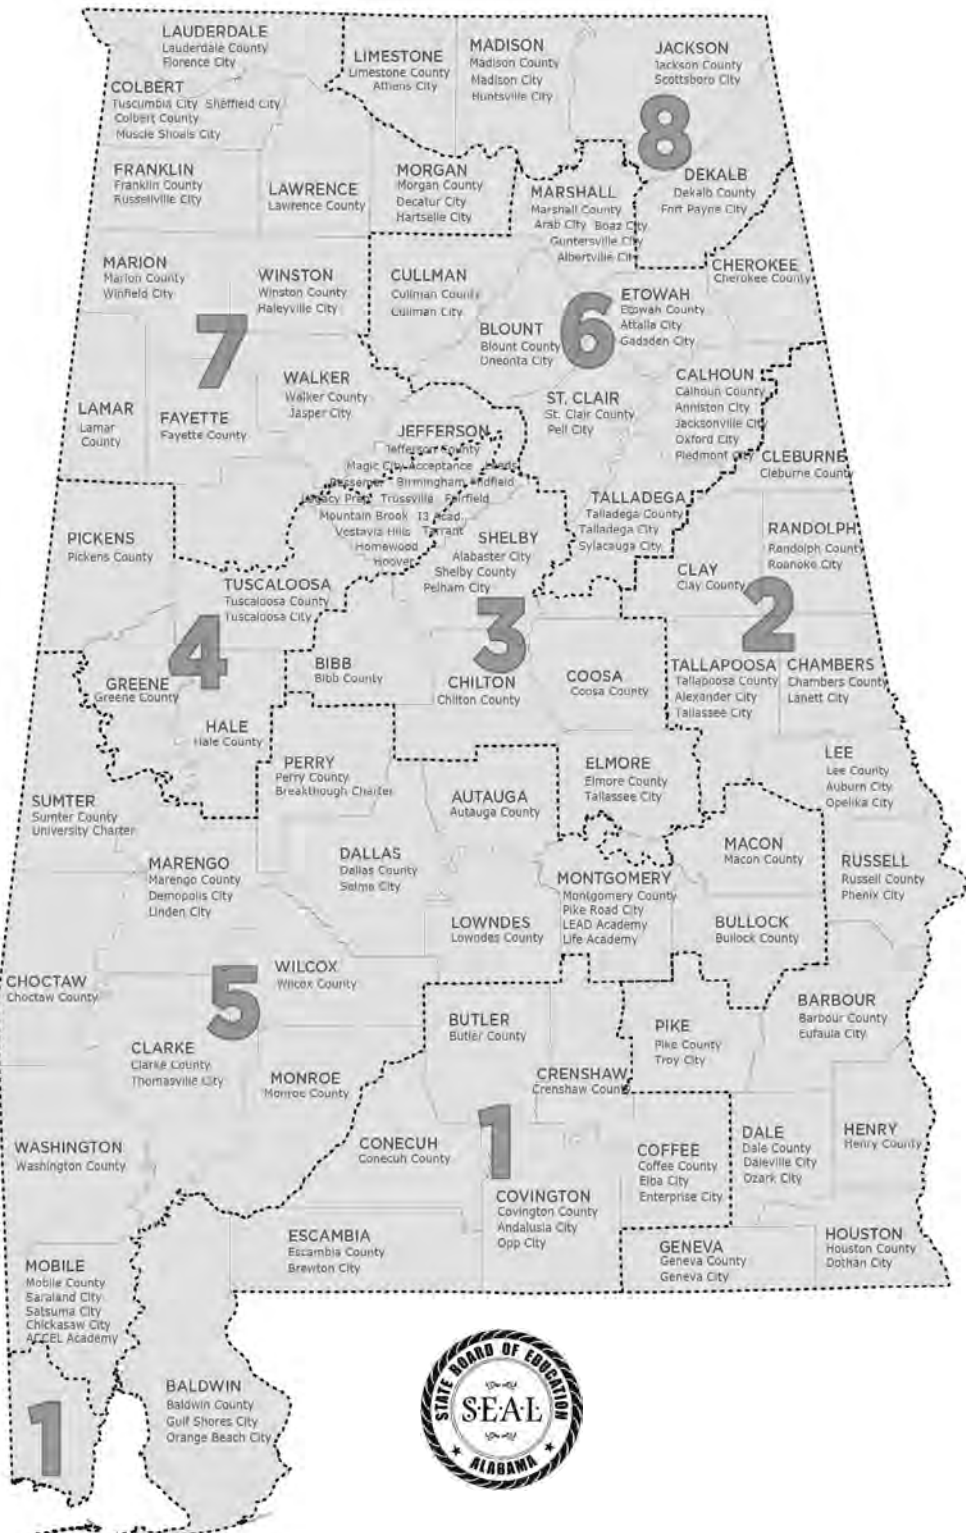 LAUDERDALE
Lauderdale County
Florence City
LIMESTONE
Limestone County
Athens City
MADISON
Madison County
Madison City
Huntsville City
JACKSON
Jackson County
Scottsboro City
8
COLBERT
Tuscumbia City Sheffield City
Colbert County
Muscle Shoals City
FRANKLIN
Franklin County
Russellville City
LAWRENCE
Lawrence County
MORGAN
Morgan County
Decatur City
Hartselle City
MARSHALL
Marshall County
Arab City Boaz City
Guntersville City
Albertville City
DEKALB
Dekalb County
Fort Payne City
MARION
Marion County
Winfield City
WINSTON
Winston County
Haleyville City
CULLMAN
Cullman County
Cullman City
CHEROKEE
Cherokee County
7
6
BLOUNT
Blount County
Oneonta City
ETOWAH
Etowah County
Attalla City
Gadsden City
LAMAR
Lamar
County
FAYETTE
Fayette County
WALKER
Walker County
Jasper City
ST. CLAIR
St. Clair County
Pell City
CALHOUN
Calhoun County
Anniston City
Jacksonville City
Oxford City
Piedmont City
JEFFERSON
Jefferson County
Magic City Acceptance Leeds
Bessemer Birmingham Midfield
Legacy Prep Trussville Fairfield
Mountain Brook I3 Acad.
Vestavia Hills Tarrant
Homewood
Hoover
CLEBURNE
Cleburne County
TALLADEGA
Talladega County
Talladega City
Sylacauga City
RANDOLPH
Randolph County
Roanoke City
PICKENS
Pickens County
TUSCALOOSA
Tuscaloosa County
Tuscaloosa City
SHELBY
Alabaster City
Shelby County
Pelham City
CLAY
Clay County
4
3
2
GREENE
Greene County
HALE
Hale County
BIBB
Bibb County
CHILTON
Chilton County
COOSA
Coosa County
TALLAPOOSA
Tallapoosa County
Alexander City
Tallassee City
CHAMBERS
Chambers County
Lanett City
PERRY
Perry County
Breakthough Charter
AUTAUGA
Autauga County
ELMORE
Elmore County
Tallassee City
LEE
Lee County
Auburn City
Opelika City
SUMTER
Sumter County
University Charter
MARENGO
Marengo County
Demopolis City
Linden City
DALLAS
Dallas County
Selma City
MACON
Macon County
RUSSELL
Russell County
Phenix City
LOWNDES
Lowndes County
MONTGOMERY
Montgomery County
Pike Road City
LEAD Academy
Life Academy
BULLOCK
Bullock County
CHOCTAW
Choctaw County
5
WILCOX
Wilcox County
BUTLER
Butler County
PIKE
Pike County
Troy City
BARBOUR
Barbour County
Eufaula City
CLARKE
Clarke County
Thomasville City
MONROE
Monroe County
CRENSHAW
Crenshaw County
WASHINGTON
Washington County
CONECUH
Conecuh County
1
COFFEE
Coffee County
Elba City
Enterprise City
DALE
Dale County
Daleville City
Ozark City
HENRY
Henry County
ESCAMBIA
Escambia County
Brewton City
COVINGTON
Covington County
Andalusia City
Opp City
GENEVA
Geneva County
Geneva City
HOUSTON
Houston County
Dothan City
MOBILE
Mobile County
Saraland City
Satsuma City
Chickasaw City
ACCEL Academy
1
BALDWIN
Baldwin County
Gulf Shores City
Orange Beach City
STATE BOARD OF EDUCATION
S·E·A·L
ALABAMA